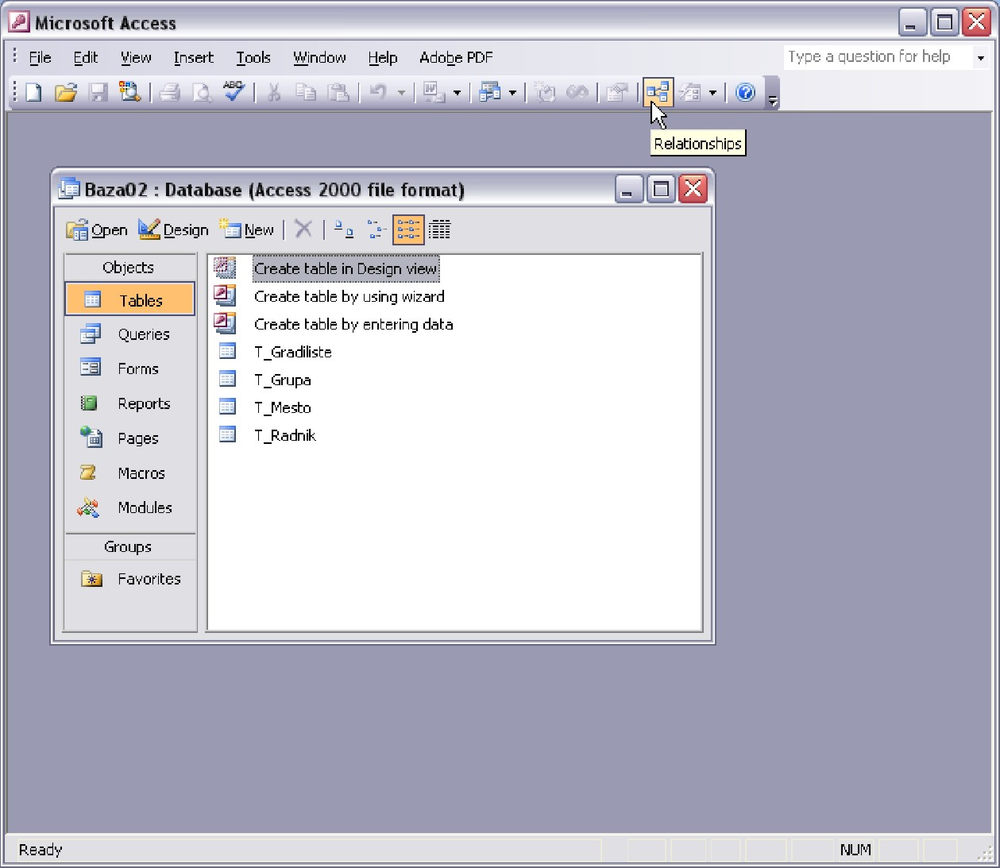 Microsoft Access
File Edit View Insert Tools Window Help Adobe PDF
Type a question for help
ABC
Relationships
Baza02 : Database (Access 2000 file format)
Open Design New
Objects
Tables
Queries
Forms
Reports
Pages
Macros
Modules
Groups
Favorites
Create table in Design view
Create table by using wizard
Create table by entering data
T_Gradiliste
T_Grupa
T_Mesto
T_Radnik
Ready
NUM